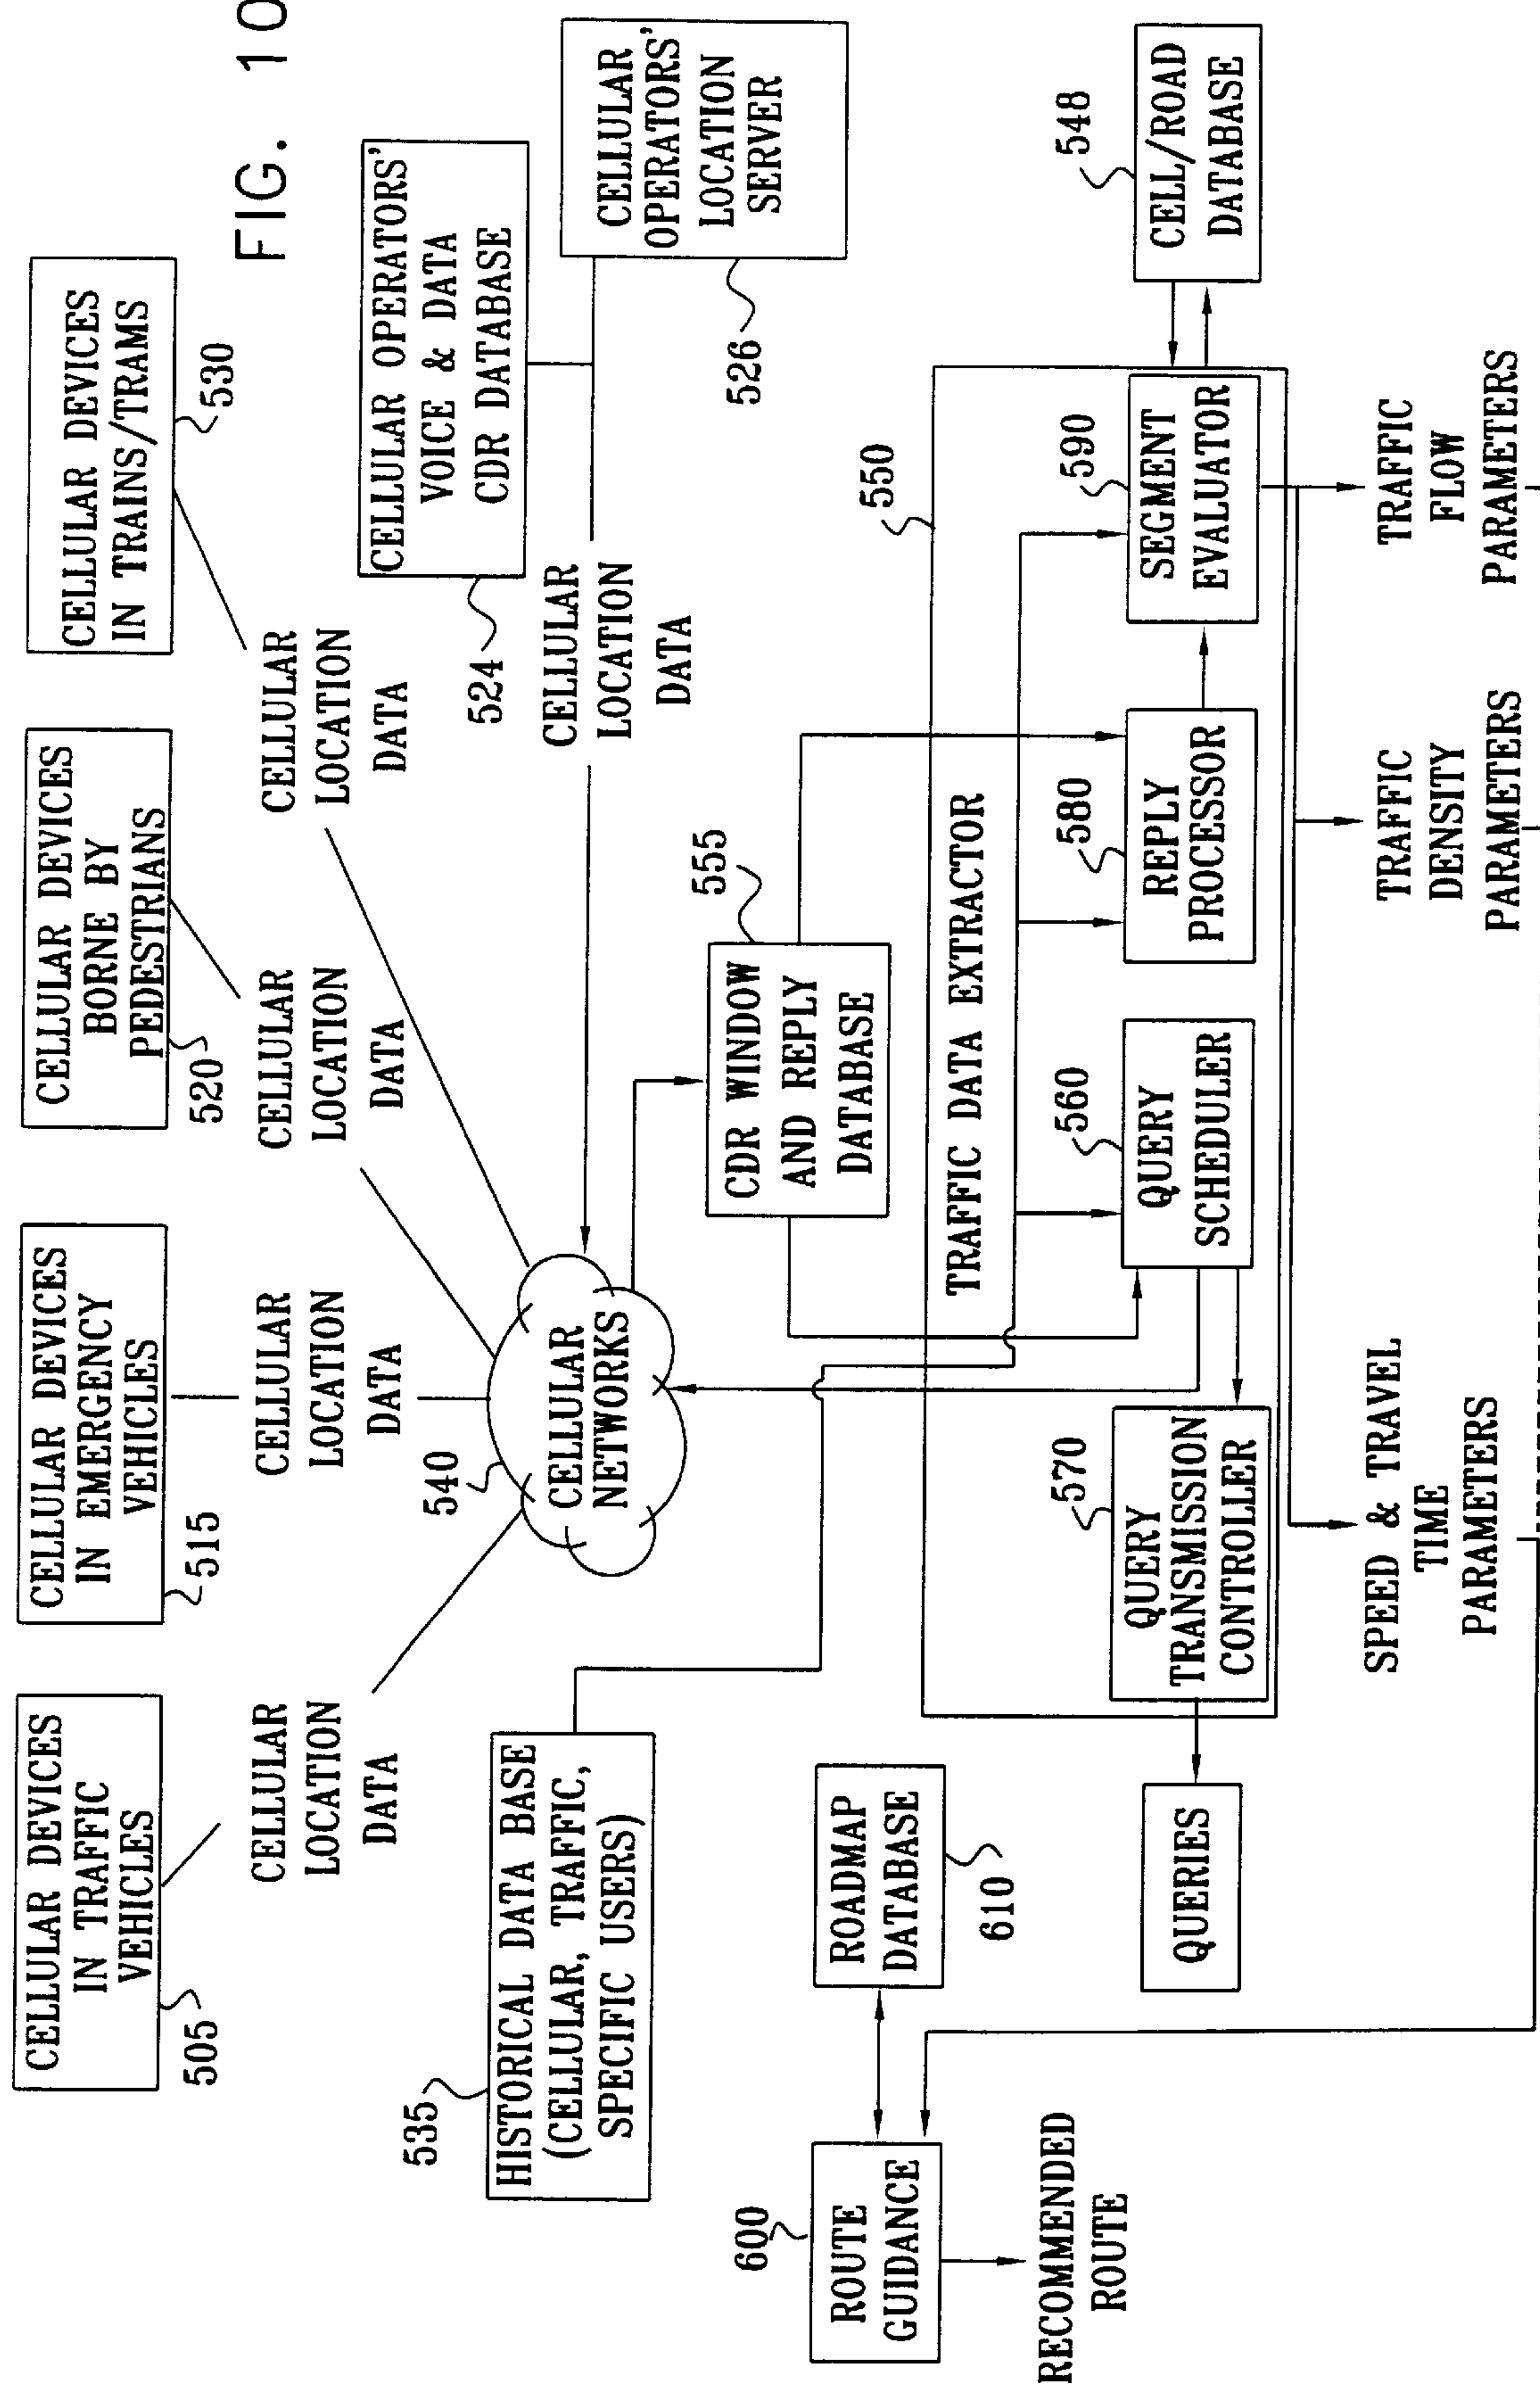 FIG. 10
CELLULAR DEVICES
IN TRAFFIC
VEHICLES
505
CELLULAR DEVICES
IN EMERGENCY
VEHICLES
515
CELLULAR DEVICES
BORNE BY
PEDESTRIANS
520
CELLULAR DEVICES
IN TRAINS/TRAMS
530
CELLULAR
LOCATION
DATA
CELLULAR
LOCATION
DATA
CELLULAR
LOCATION
DATA
CELLULAR
LOCATION
DATA
CELLULAR OPERATORS'
VOICE & DATA
CDR DATABASE
524
CELLULAR
OPERATORS'
LOCATION
SERVER
526
CELLULAR
LOCATION
DATA
535
HISTORICAL DATA BASE
(CELLULAR, TRAFFIC,
SPECIFIC USERS)
540
CELLULAR
NETWORKS
555
CDR WINDOW
AND REPLY
DATABASE
600
ROUTE
GUIDANCE
RECOMMENDED
ROUTE
ROADMAP
DATABASE
610
550
TRAFFIC DATA EXTRACTOR
QUERIES
570
QUERY
TRANSMISSION
CONTROLLER
560
QUERY
SCHEDULER
580
REPLY
PROCESSOR
590
SEGMENT
EVALUATOR
548
CELL/ROAD
DATABASE
SPEED & TRAVEL
TIME
PARAMETERS
TRAFFIC
DENSITY
PARAMETERS
TRAFFIC
FLOW
PARAMETERS